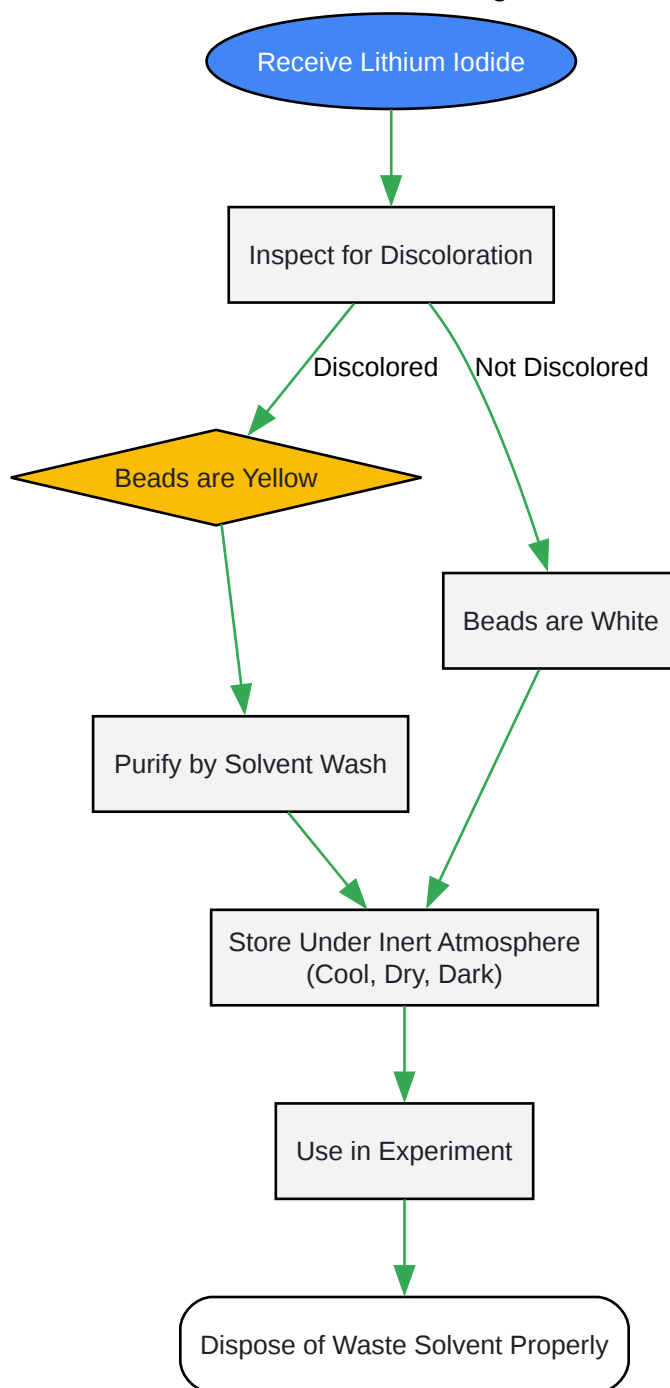 Receive Lithium Iodide
Inspect for Discoloration
Discolored
Not Discolored
Beads are Yellow
Beads are White
Purify by Solvent Wash
Store Under Inert Atmosphere
(Cool, Dry, Dark)
Use in Experiment
Dispose of Waste Solvent Properly